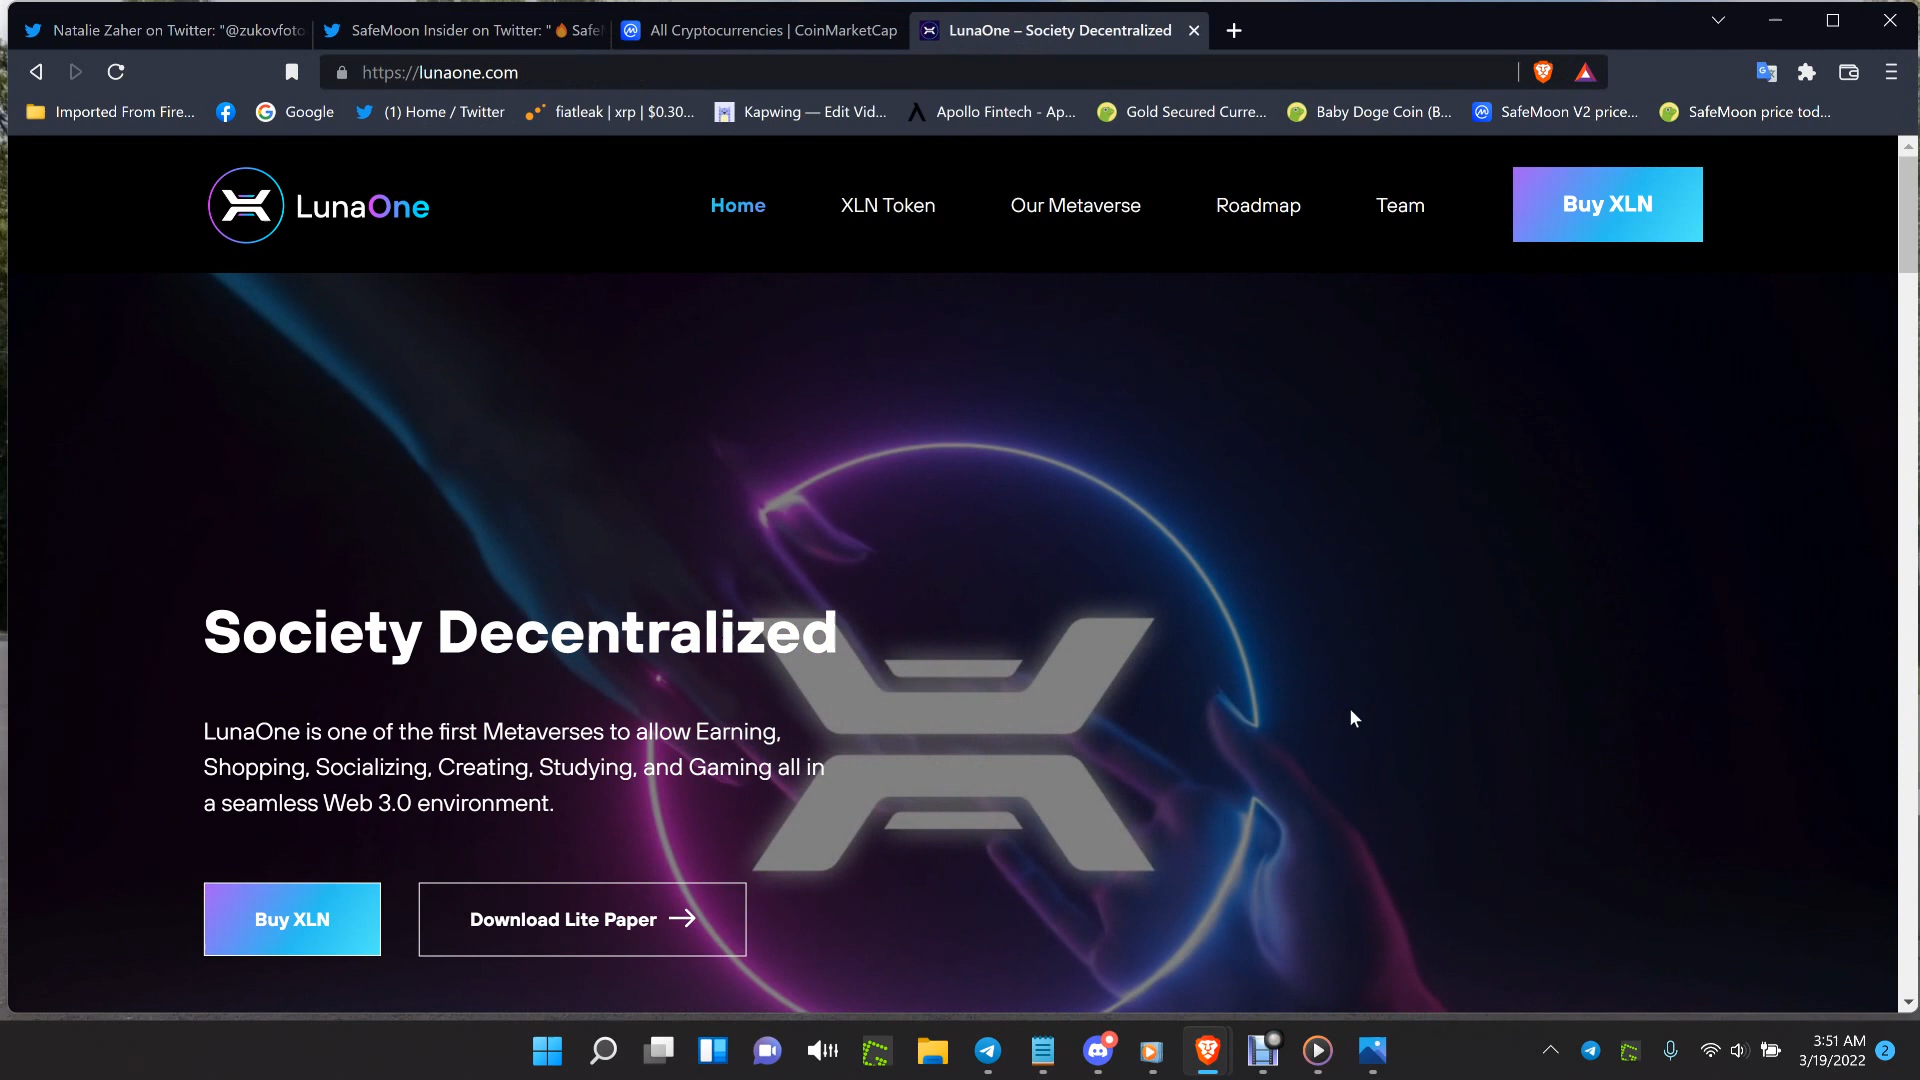 Natalie Zaher on Twitter: "@zukovfoto
SafeMoon Insider on Twitter: "🔥Safe
All Cryptocurrencies | CoinMarketCap
LunaOne – Society Decentralized
https://lunaone.com
Imported From Fire...
Google
(1) Home / Twitter
fiatleak | xrp | $0.30...
Kapwing — Edit Vid...
Apollo Fintech - Ap...
Gold Secured Curre...
Baby Doge Coin (B...
SafeMoon V2 price...
SafeMoon price tod...
LunaOne
Home
XLN Token
Our Metaverse
Roadmap
Team
Buy XLN
Society Decentralized
LunaOne is one of the first Metaverses to allow Earning,
Shopping, Socializing, Creating, Studying, and Gaming all in
a seamless Web 3.0 environment.
Buy XLN
Download Lite Paper →
3:51 AM
3/19/2022
2